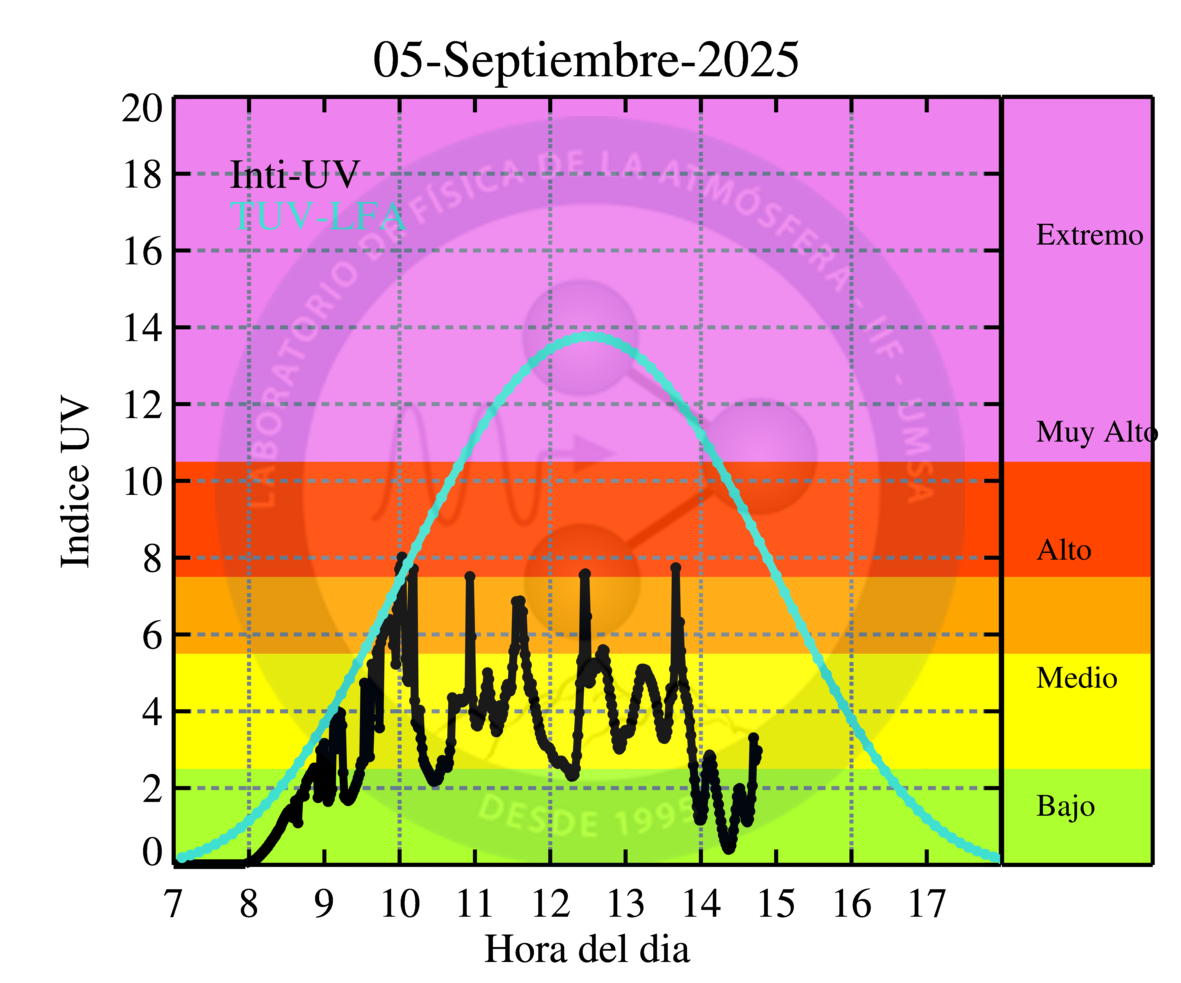 05-Septiembre-2025
20
18
16
14
12
10
8
6
4
2
0
Indice UV
Inti-UV
TUV-LFA
LABORATORIO DE FÍSICA DE LA ATMÓSFERA - IIF - UMSA
DESDE 1995
Extremo
Muy Alto
Alto
Medio
Bajo
7 8 9 10 11 12 13 14 15 16 17
Hora del dia